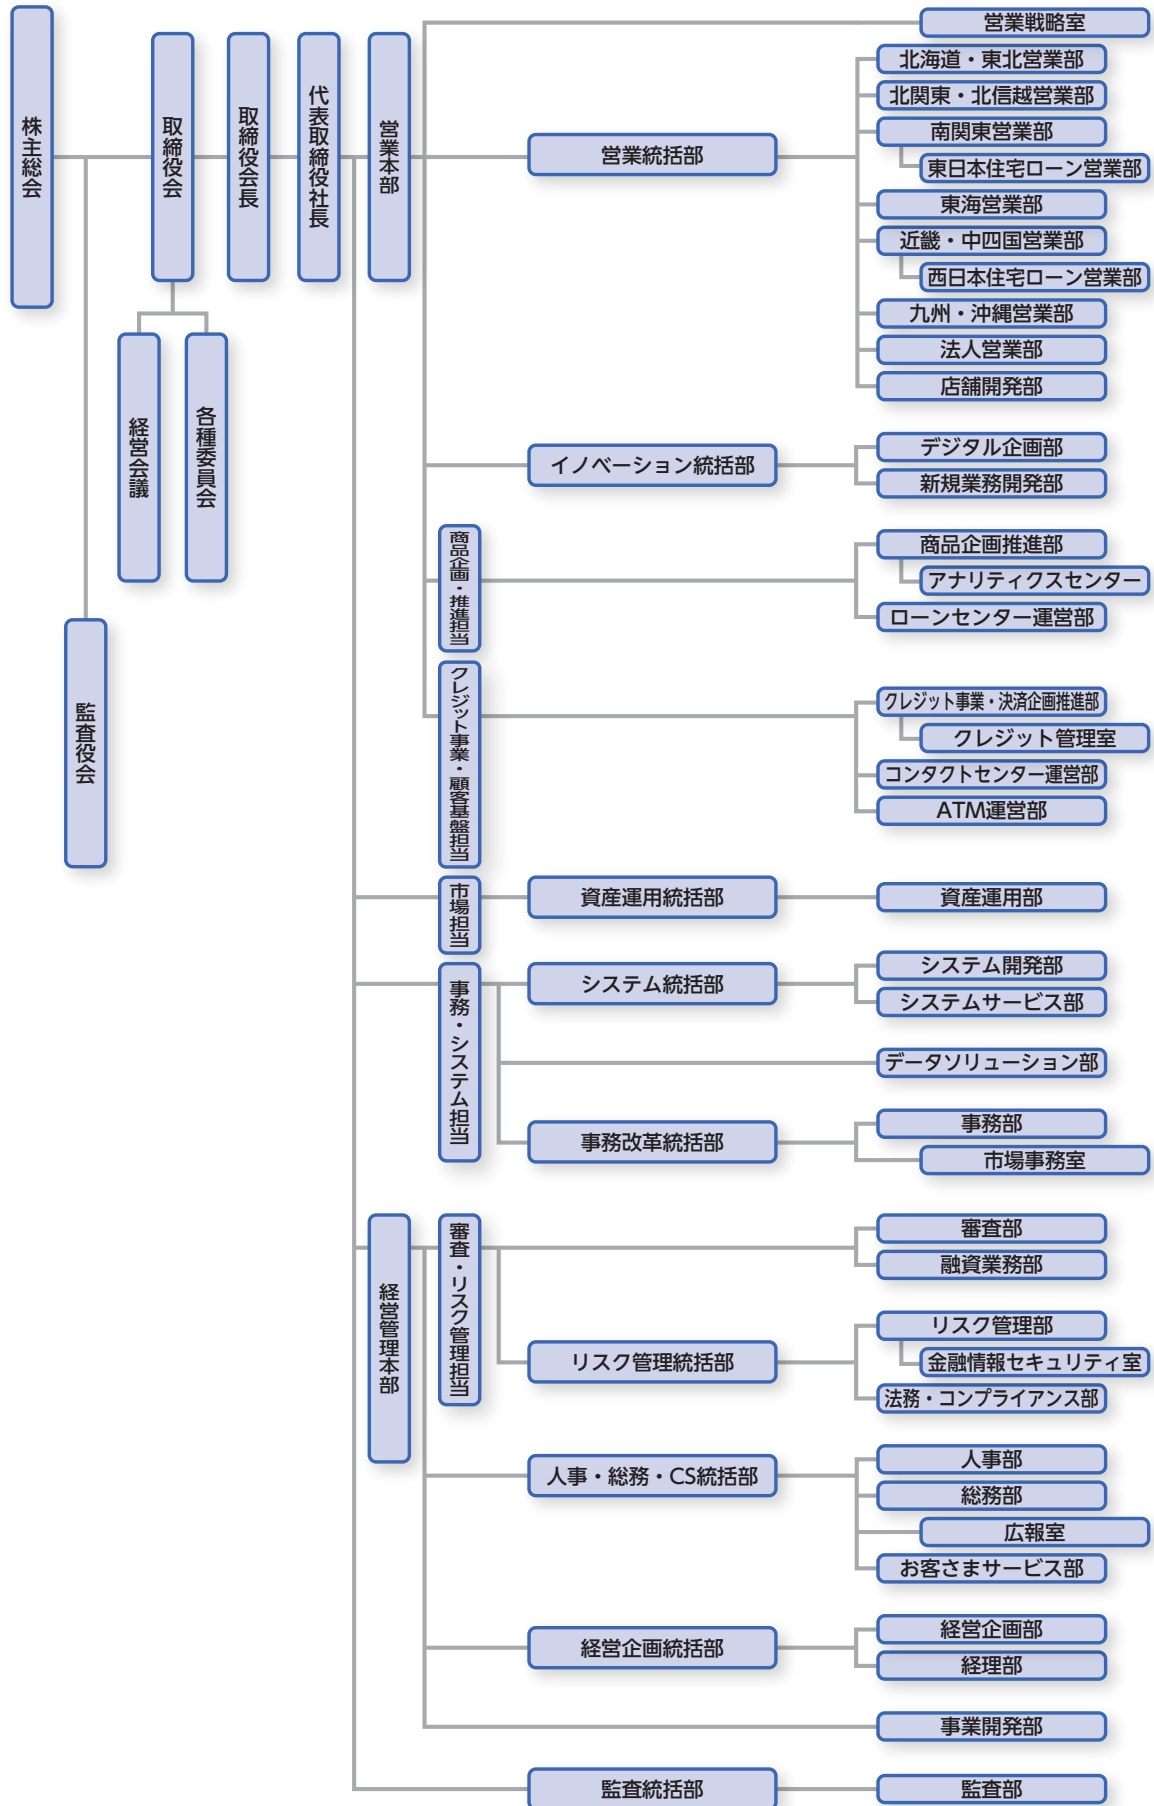 株主総会
取締役会
取締役会長
代表取締役社長
営業本部
経営会議
各種委員会
監査役会
営業戦略室
営業統括部
北海道・東北営業部
北関東・北信越営業部
南関東営業部
東日本住宅ローン営業部
東海営業部
近畿・中四国営業部
西日本住宅ローン営業部
九州・沖縄営業部
法人営業部
店舗開発部
イノベーション統括部
デジタル企画部
新規業務開発部
商品企画・推進担当
商品企画推進部
アナリティクスセンター
ローンセンター運営部
クレジット事業・顧客基盤担当
クレジット事業・決済企画推進部
クレジット管理室
コンタクトセンター運営部
ATM運営部
市場担当
資産運用統括部
資産運用部
事務・システム担当
システム統括部
システム開発部
システムサービス部
データソリューション部
事務改革統括部
事務部
市場事務室
経営管理本部
審査・リスク管理担当
審査部
融資業務部
リスク管理統括部
リスク管理部
金融情報セキュリティ室
法務・コンプライアンス部
人事・総務・CS統括部
人事部
総務部
広報室
お客さまサービス部
経営企画統括部
経営企画部
経理部
事業開発部
監査統括部
監査部